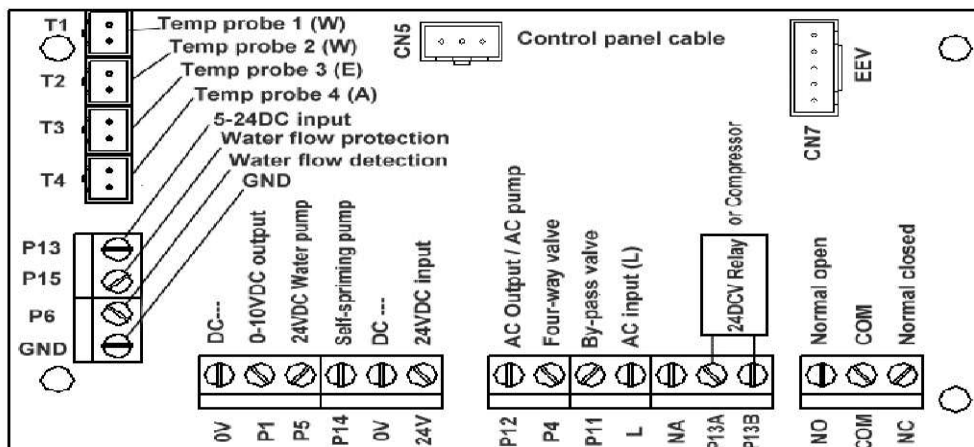 T1
Temp probe 1 (W)
Temp probe 2 (W)
T2
Temp probe 3 (E)
Temp probe 4 (A)
T3
5-24DC input
Water flow protection
Water flow detection
T4
GND
CN5
Control panel cable
EEV
CN7
P13
P15
P6
GND
DC---
0-10VDC output
24VDC Water pump
Self-spriming pump
DC ---
24VDC input
0V
P1
P5
P14
0V
24V
AC Output / AC pump
Four-way valve
By-pass valve
AC input (L)
24DCV Relay
or Compressor
P12
P4
P11
L
NA
P13A
P13B
Normal open
COM
Normal closed
NO
COM
NC